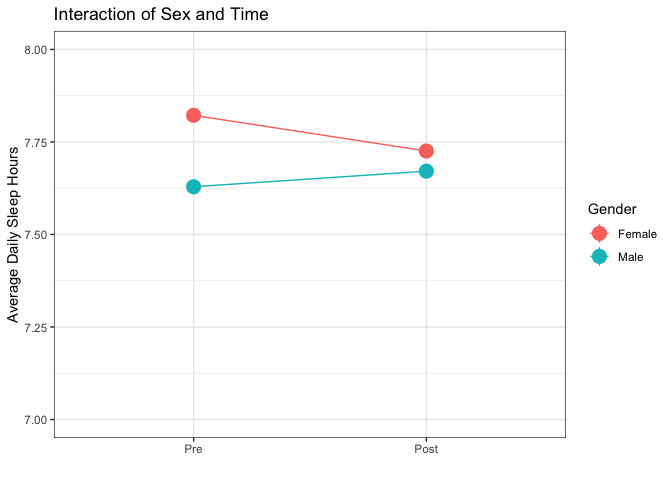 Interaction of Sex and Time
8.00
7.75
7.50
7.25
7.00
Average Daily Sleep Hours
Pre
Post
Gender
Female
Male